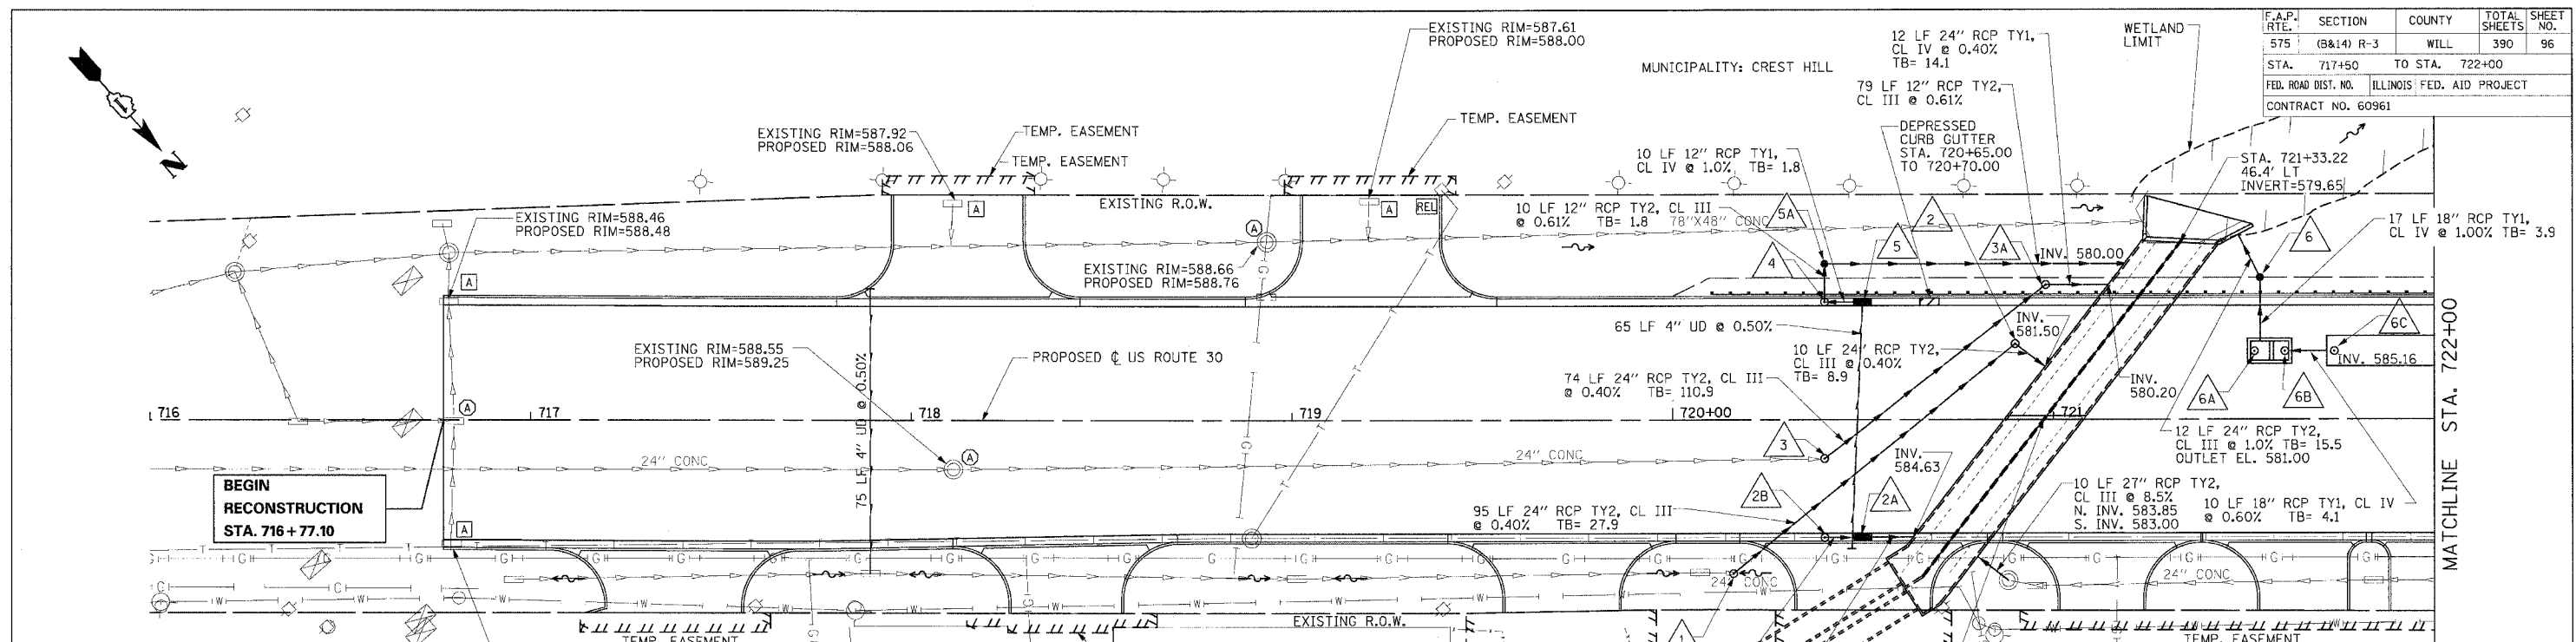 F.A.P. RTE. SECTION COUNTY TOTAL SHEETS SHEET NO.
575 (B&14) R-3 WILL 390 96
STA. 717+50 TO STA. 722+00
FED. ROAD DIST. NO. ILLINOIS FED. AID PROJECT
CONTRACT NO. 60961
N
EXISTING RIM=587.61
PROPOSED RIM=588.00
MUNICIPALITY: CREST HILL
12 LF 24" RCP TY1,
CL IV @ 0.40%
TB= 14.1
WETLAND
LIMIT
79 LF 12" RCP TY2,
CL III @ 0.61%
EXISTING RIM=587.92
PROPOSED RIM=588.06
TEMP. EASEMENT
TEMP. EASEMENT
TEMP. EASEMENT
DEPRESSED
CURB GUTTER
STA. 720+65.00
TO 720+70.00
10 LF 12" RCP TY1,
CL IV @ 1.0% TB= 1.8
STA. 721+33.22
46.4' LT
INVERT=579.65
EXISTING RIM=588.46
PROPOSED RIM=588.48
A
EXISTING R.O.W.
A
REL
10 LF 12" RCP TY2, CL III
@ 0.61% TB= 1.8
78"X48" CONC
5A
2
17 LF 18" RCP TY1,
CL IV @ 1.00% TB= 3.9
A
EXISTING RIM=588.66
PROPOSED RIM=588.76
4
5
3A
INV. 580.00
6
A
65 LF 4" UD @ 0.50%
INV.
581.50
6C
EXISTING RIM=588.55
PROPOSED RIM=589.25
PROPOSED ℄ US ROUTE 30
10 LF 24" RCP TY2,
CL III @ 0.40%
TB= 8.9
INV. 585.16
74 LF 24" RCP TY2, CL III
@ 0.40% TB= 110.9
INV.
580.20
6A
6B
716
A
717
718
719
720+00
721
75 LF 4" UD @ 0.50%
12 LF 24" RCP TY2,
CL III @ 1.0% TB= 15.5
OUTLET EL. 581.00
3
24" CONC
A
24" CONC
INV.
584.63
BEGIN
RECONSTRUCTION
STA. 716+77.10
A
95 LF 24" RCP TY2, CL III
@ 0.40% TB= 27.9
2B
2A
10 LF 27" RCP TY2,
CL III @ 8.5%
N. INV. 583.85
S. INV. 583.00
10 LF 18" RCP TY1, CL IV
@ 0.60% TB= 4.1
MATCHLINE STA. 722+00
24" CONC
24" CONC
EXISTING R.O.W.
1
TEMP. EASEMENT
TEMP. EASEMENT